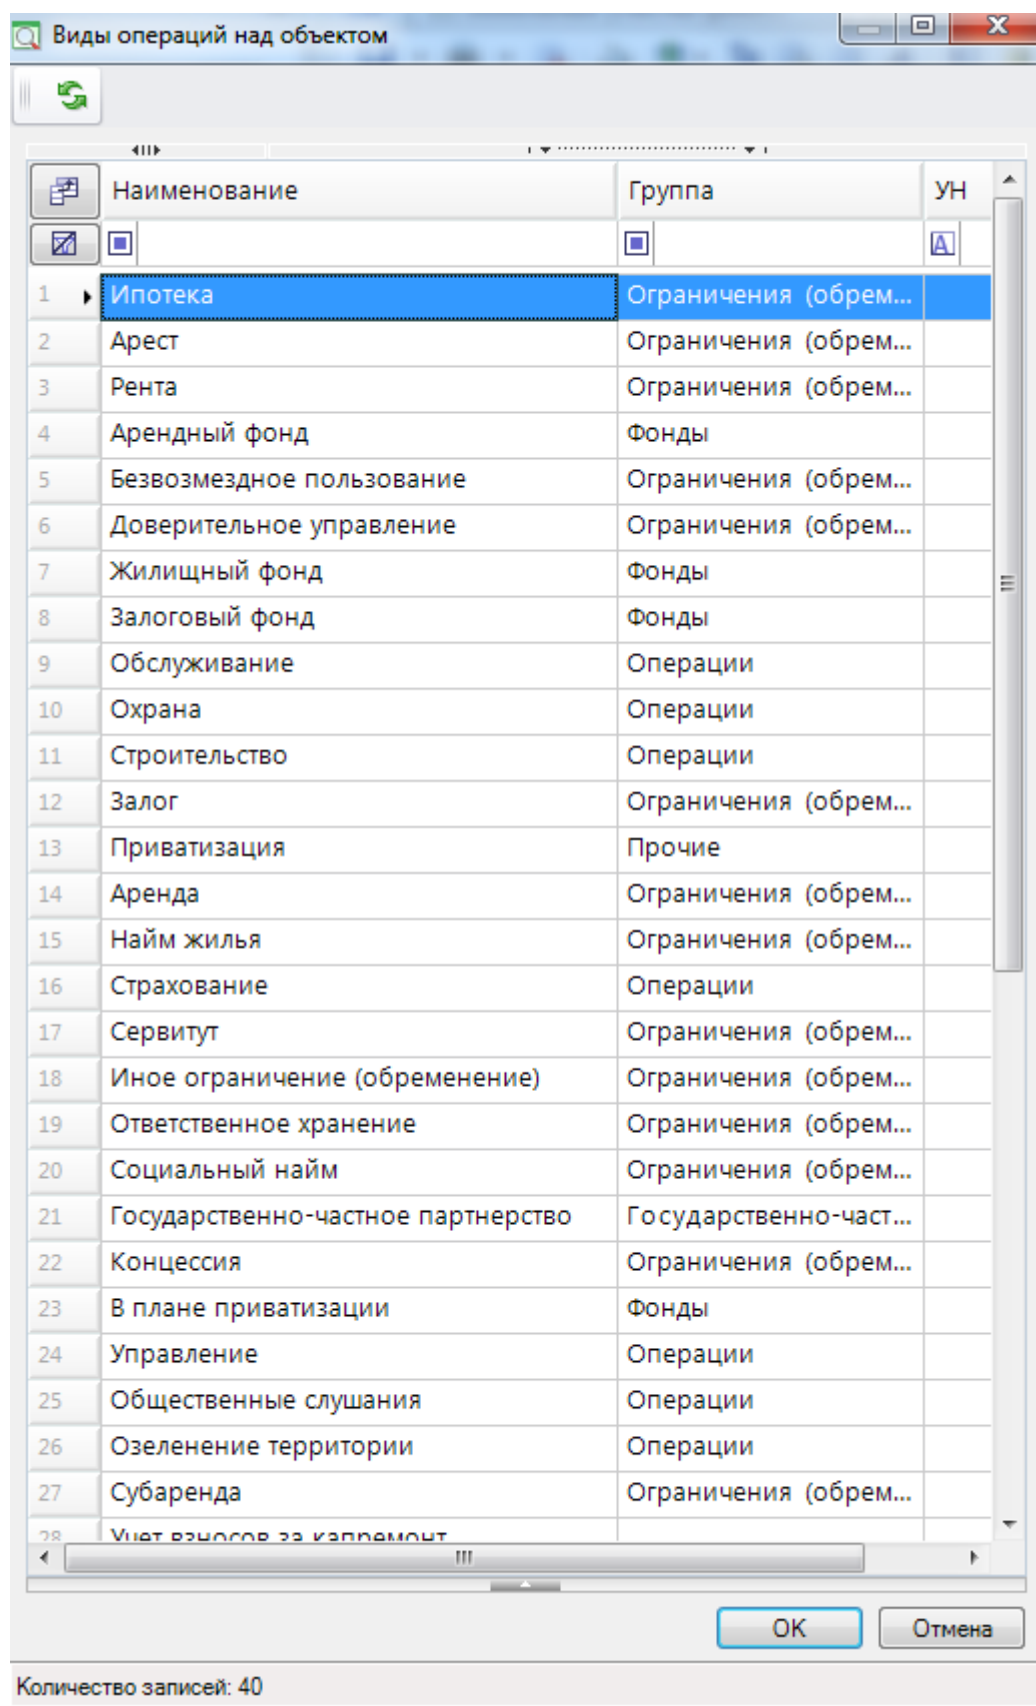 Виды операций над объектом
Наименование Группа УН
1 Ипотека Ограничения (обрем...
2 Арест Ограничения (обрем...
3 Рента Ограничения (обрем...
4 Арендный фонд Фонды
5 Безвозмездное пользование Ограничения (обрем...
6 Доверительное управление Ограничения (обрем...
7 Жилищный фонд Фонды
8 Залоговый фонд Фонды
9 Обслуживание Операции
10 Охрана Операции
11 Строительство Операции
12 Залог Ограничения (обрем...
13 Приватизация Прочие
14 Аренда Ограничения (обрем...
15 Найм жилья Ограничения (обрем...
16 Страхование Операции
17 Сервитут Ограничения (обрем...
18 Иное ограничение (обременение) Ограничения (обрем...
19 Ответственное хранение Ограничения (обрем...
20 Социальный найм Ограничения (обрем...
21 Государственно-частное партнерство Государственно-част...
22 Концессия Ограничения (обрем...
23 В плане приватизации Фонды
24 Управление Операции
25 Общественные слушания Операции
26 Озеленение территории Операции
27 Субаренда Ограничения (обрем...
28 Учет взносов за капремонт
OK Отмена
Количество записей: 40